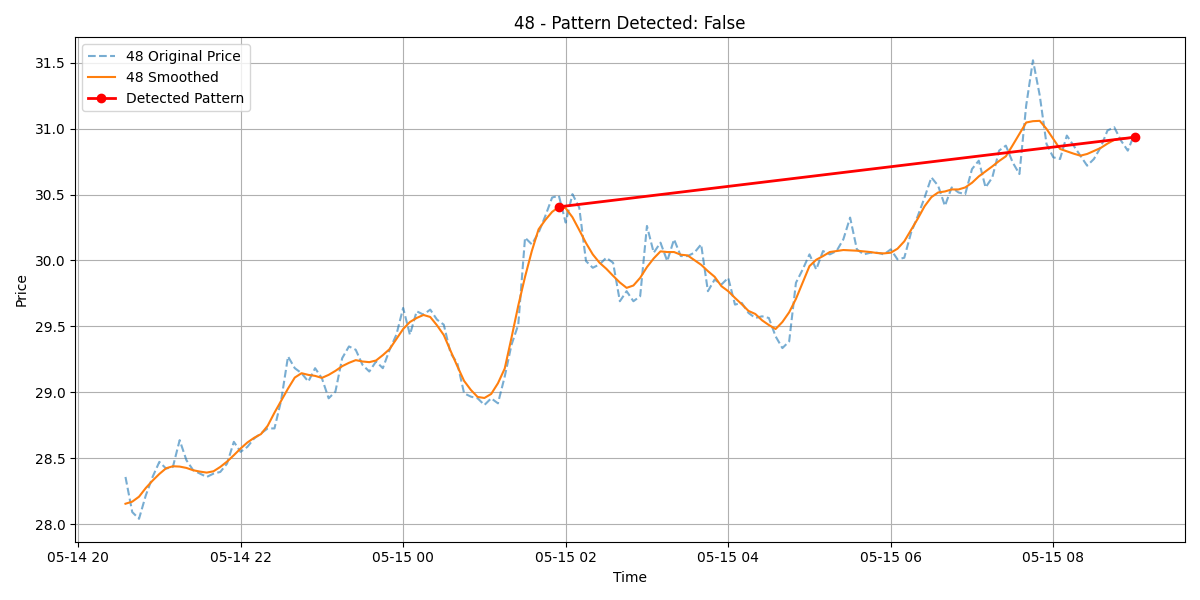 48 - Pattern Detected: False
48 Original Price
48 Smoothed
Detected Pattern
Price
31.5
31.0
30.5
30.0
29.5
29.0
28.5
28.0
05-14 20 05-14 22 05-15 00 05-15 02 05-15 04 05-15 06 05-15 08
Time